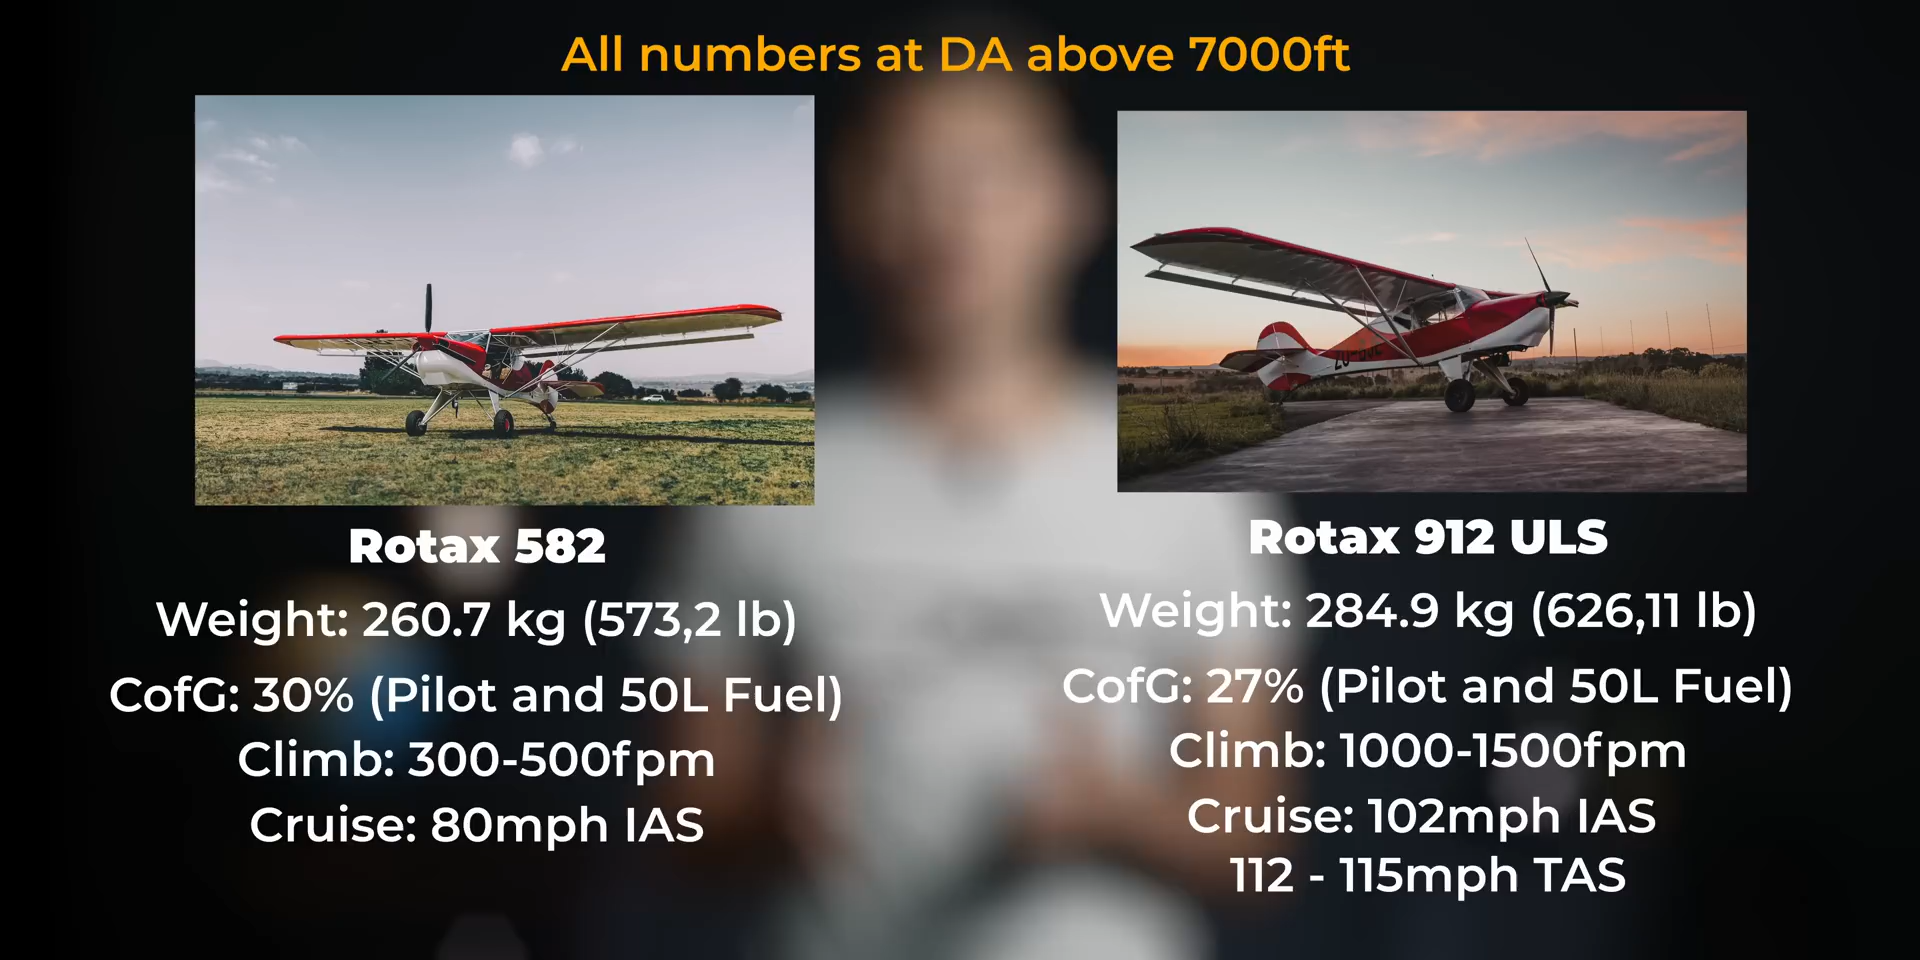 All numbers at DA above 7000ft
Rotax 582
Weight: 260.7 kg (573,2 lb)
CofG: 30% (Pilot and 50L Fuel)
Climb: 300-500fpm
Cruise: 80mph IAS
Rotax 912 ULS
Weight: 284.9 kg (626,11 lb)
CofG: 27% (Pilot and 50L Fuel)
Climb: 1000-1500fpm
Cruise: 102mph IAS
112 - 115mph TAS